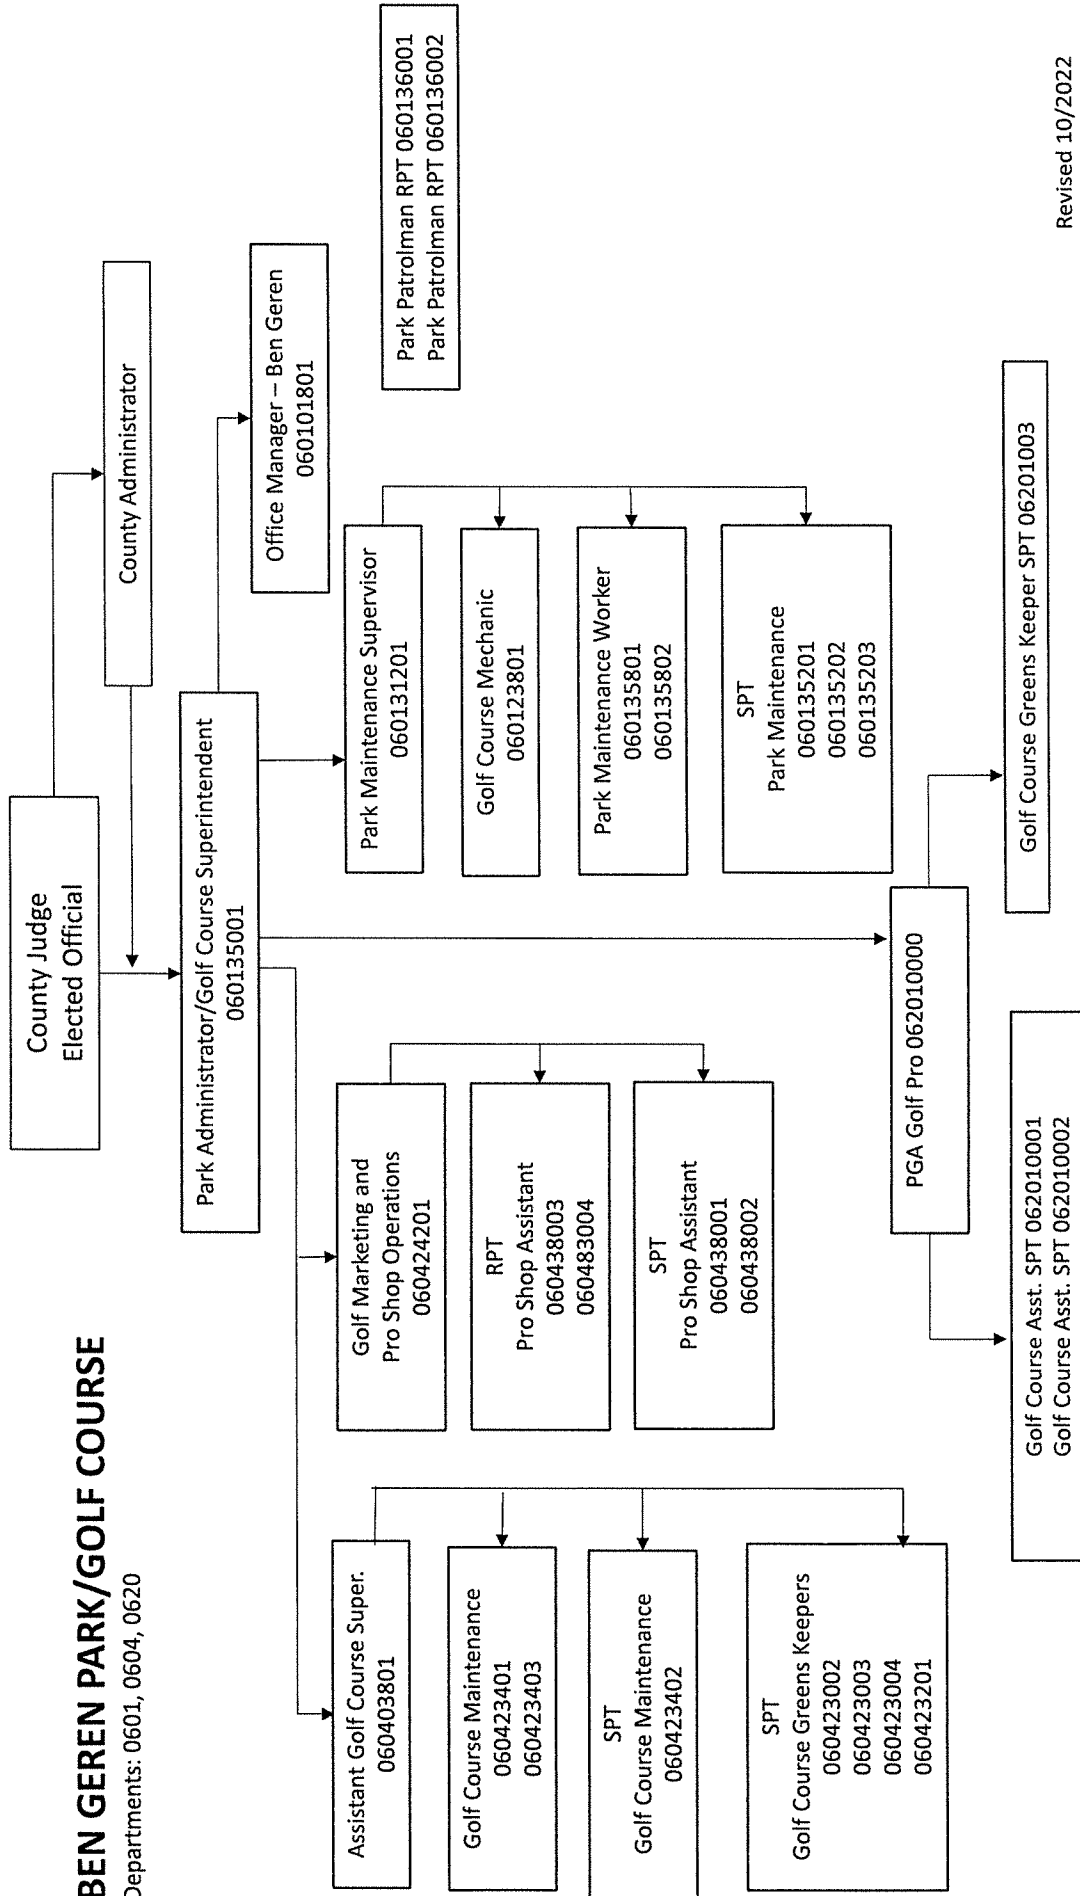 BEN GEREN PARK/GOLF COURSE
Departments: 0601, 0604, 0620
County Judge
Elected Official
County Administrator
Park Administrator/Golf Course Superintendent
060135001
Office Manager – Ben Geren
060101801
Assistant Golf Course Super.
060403801
Golf Course Maintenance
060423401
060423403
SPT
Golf Course Maintenance
060423402
SPT
Golf Course Greens Keepers
060423002
060423003
060423004
060423201
Golf Marketing and
Pro Shop Operations
060424201
RPT
Pro Shop Assistant
060438003
060483004
SPT
Pro Shop Assistant
060438001
060438002
Park Maintenance Supervisor
060131201
Golf Course Mechanic
060123801
Park Maintenance Worker
060135801
060135802
SPT
Park Maintenance
060135201
060135202
060135203
Park Patrolman RPT 060136001
Park Patrolman RPT 060136002
PGA Golf Pro 062010000
Golf Course Asst. SPT 062010001
Golf Course Asst. SPT 062010002
Golf Course Greens Keeper SPT 06201003
Revised 10/2022